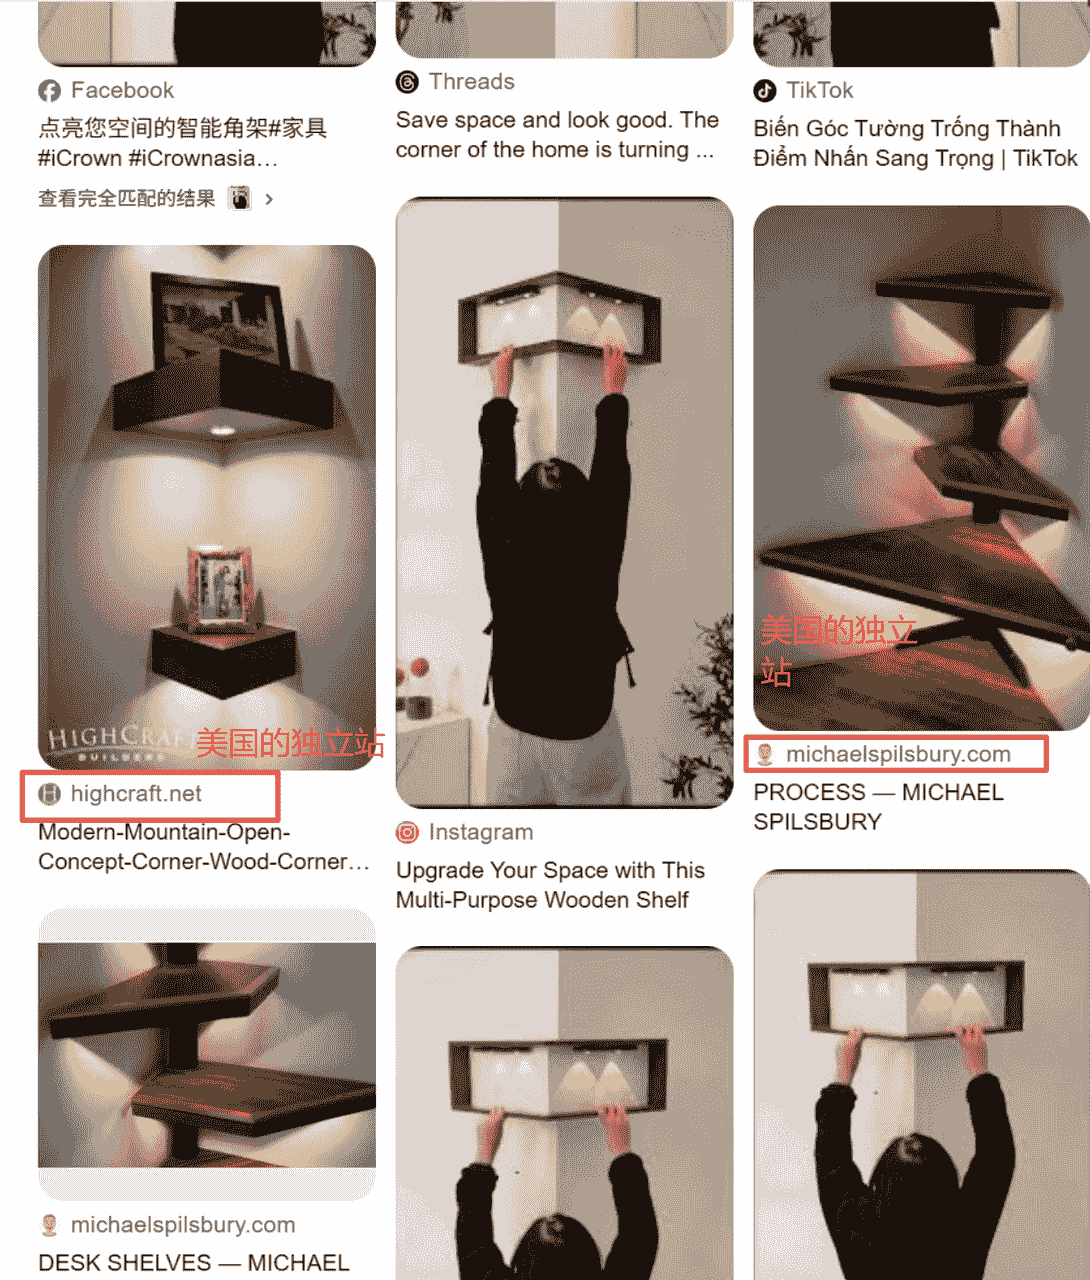 Facebook
点亮您空间的智能角架#家具
#iCrown #iCrownasia...
查看完全匹配的结果
HIGHCRAFT
BUILDERS
美国的独立站
highcraft.net
Modern-Mountain-Open-
Concept-Corner-Wood-Corner...
michaelspilsbury.com
DESK SHELVES — MICHAEL
Threads
Save space and look good. The
corner of the home is turning ...
Instagram
Upgrade Your Space with This
Multi-Purpose Wooden Shelf
TikTok
Biến Góc Tường Trống Thành
Điểm Nhấn Sang Trọng | TikTok
美国的独立
站
michaelspilsbury.com
PROCESS — MICHAEL
SPILSBURY